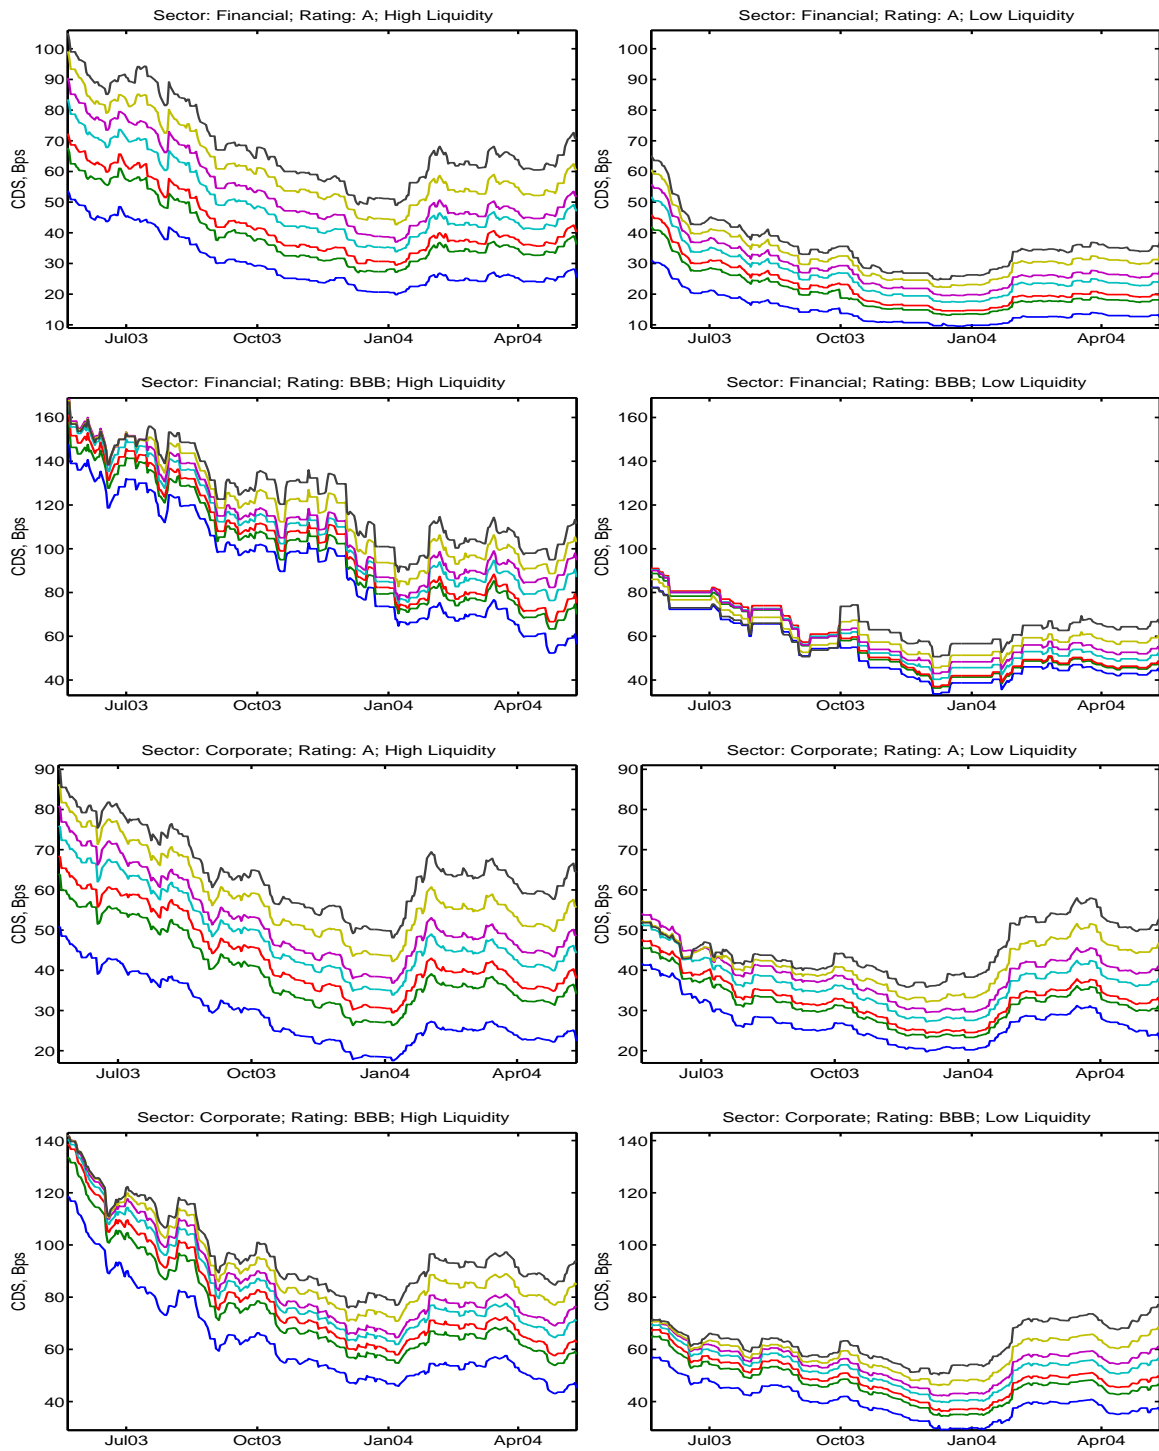 Sector: Financial; Rating: A; High Liquidity
CDS, Bps
100
90
80
70
60
50
40
30
20
10
Jul03 Oct03 Jan04 Apr04
Sector: Financial; Rating: A; Low Liquidity
CDS, Bps
100
90
80
70
60
50
40
30
20
10
Jul03 Oct03 Jan04 Apr04
Sector: Financial; Rating: BBB; High Liquidity
CDS, Bps
160
140
120
100
80
60
40
Jul03 Oct03 Jan04 Apr04
Sector: Financial; Rating: BBB; Low Liquidity
CDS, Bps
160
140
120
100
80
60
40
Jul03 Oct03 Jan04 Apr04
Sector: Corporate; Rating: A; High Liquidity
CDS, Bps
90
80
70
60
50
40
30
20
Jul03 Oct03 Jan04 Apr04
Sector: Corporate; Rating: A; Low Liquidity
CDS, Bps
90
80
70
60
50
40
30
20
Jul03 Oct03 Jan04 Apr04
Sector: Corporate; Rating: BBB; High Liquidity
CDS, Bps
140
120
100
80
60
40
Jul03 Oct03 Jan04 Apr04
Sector: Corporate; Rating: BBB; Low Liquidity
CDS, Bps
140
120
100
80
60
40
Jul03 Oct03 Jan04 Apr04